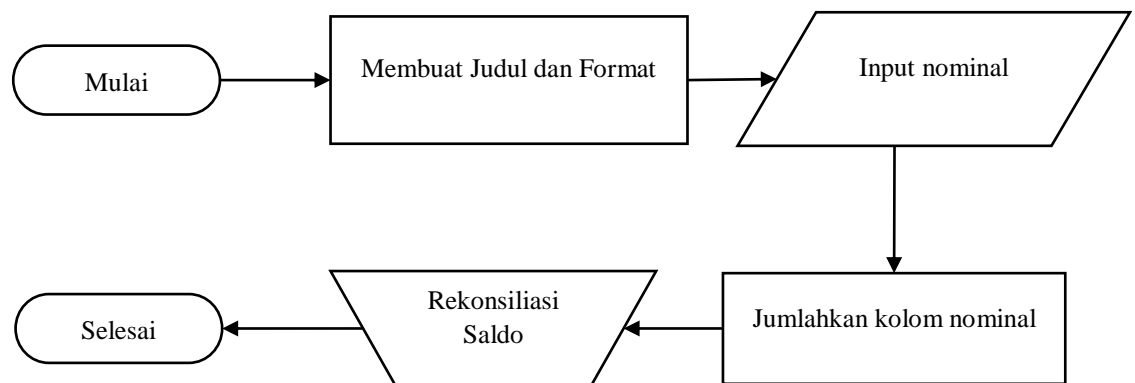 Mulai
Membuat Judul dan Format
Input nominal
Jumlahkan kolom nominal
Rekonsiliasi
Saldo
Selesai